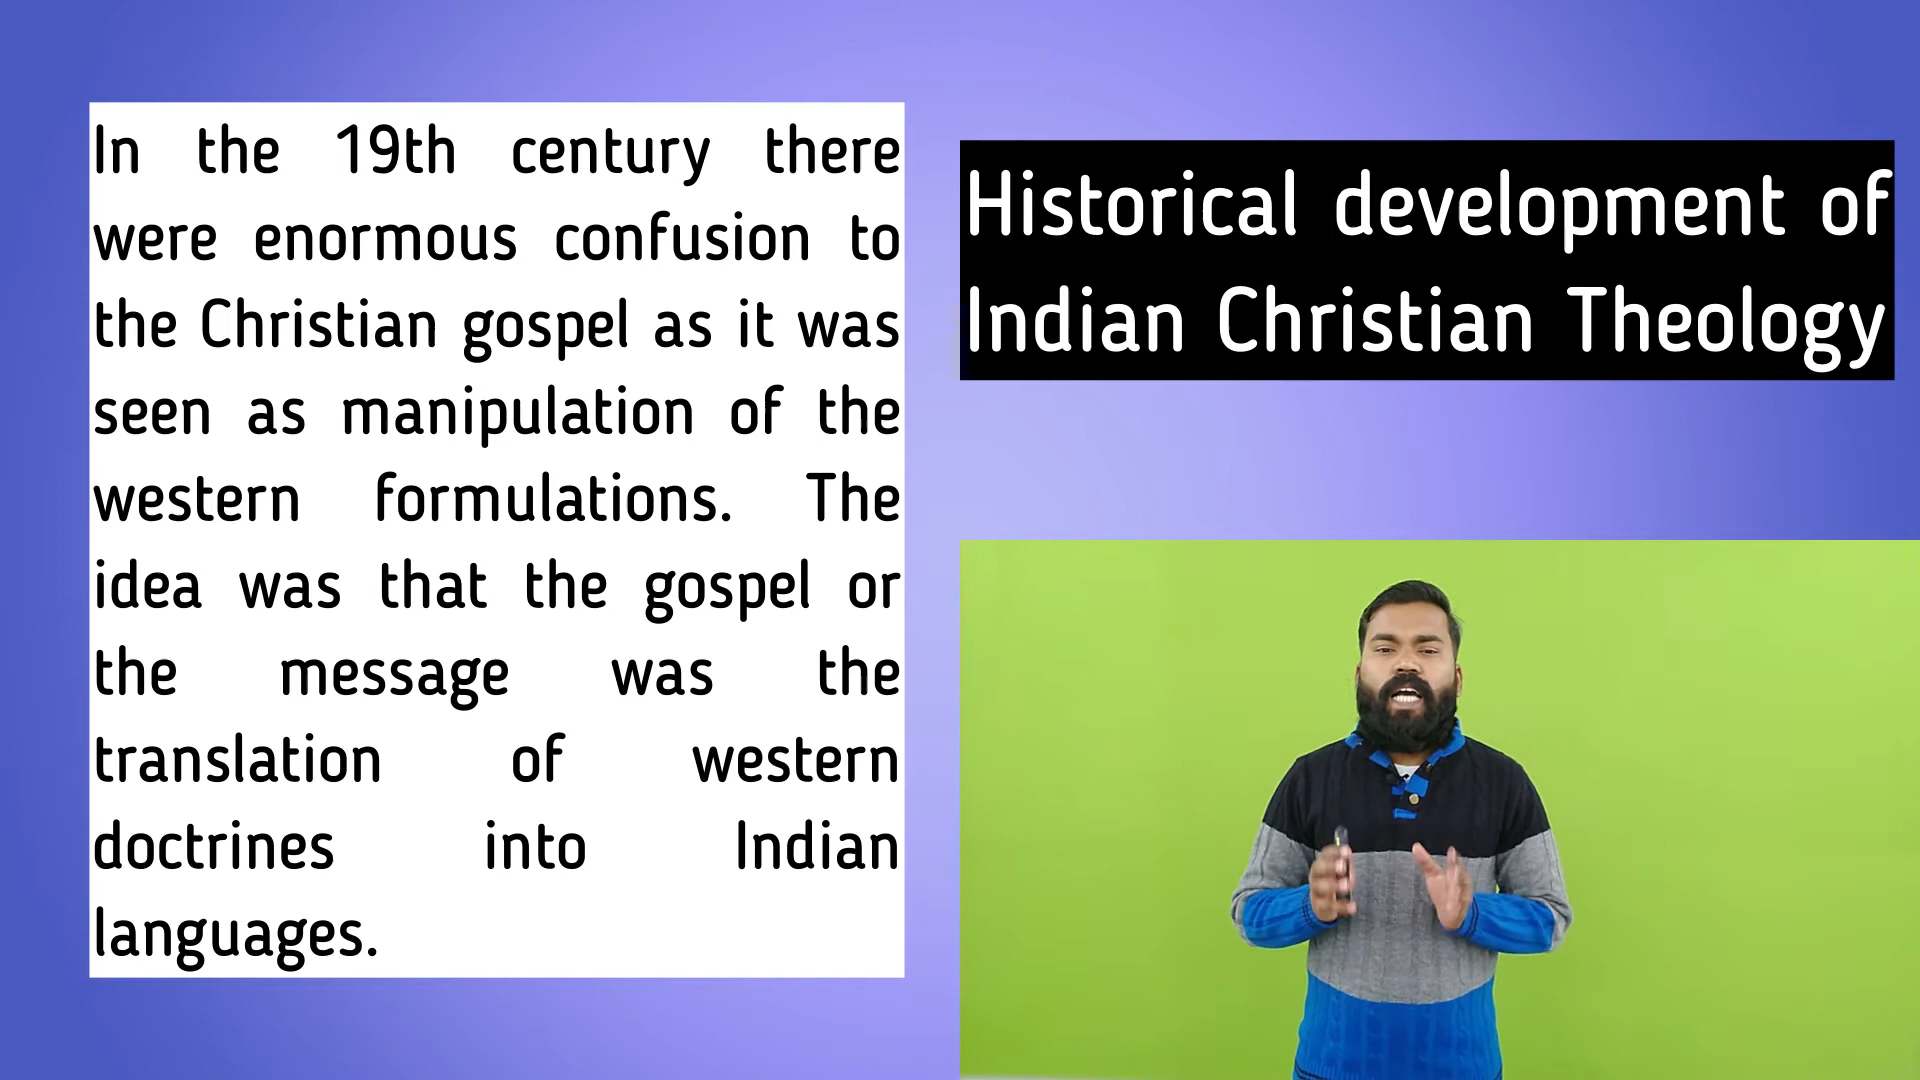 In the 19th century there
were enormous confusion to
the Christian gospel as it was
seen as manipulation of the
western formulations. The
idea was that the gospel or
the message was the
translation of western
doctrines into Indian
languages.
Historical development of
Indian Christian Theology